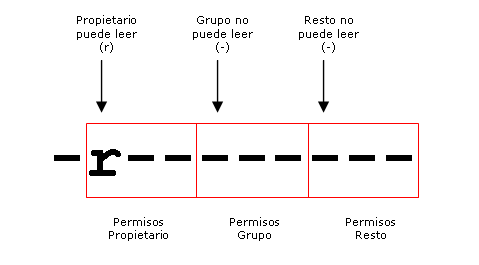 Propietario
puede leer
(r)
Grupo no
puede leer
(-)
Resto no
puede leer
(-)
-r--------
Permisos
Propietario
Permisos
Grupo
Permisos
Resto